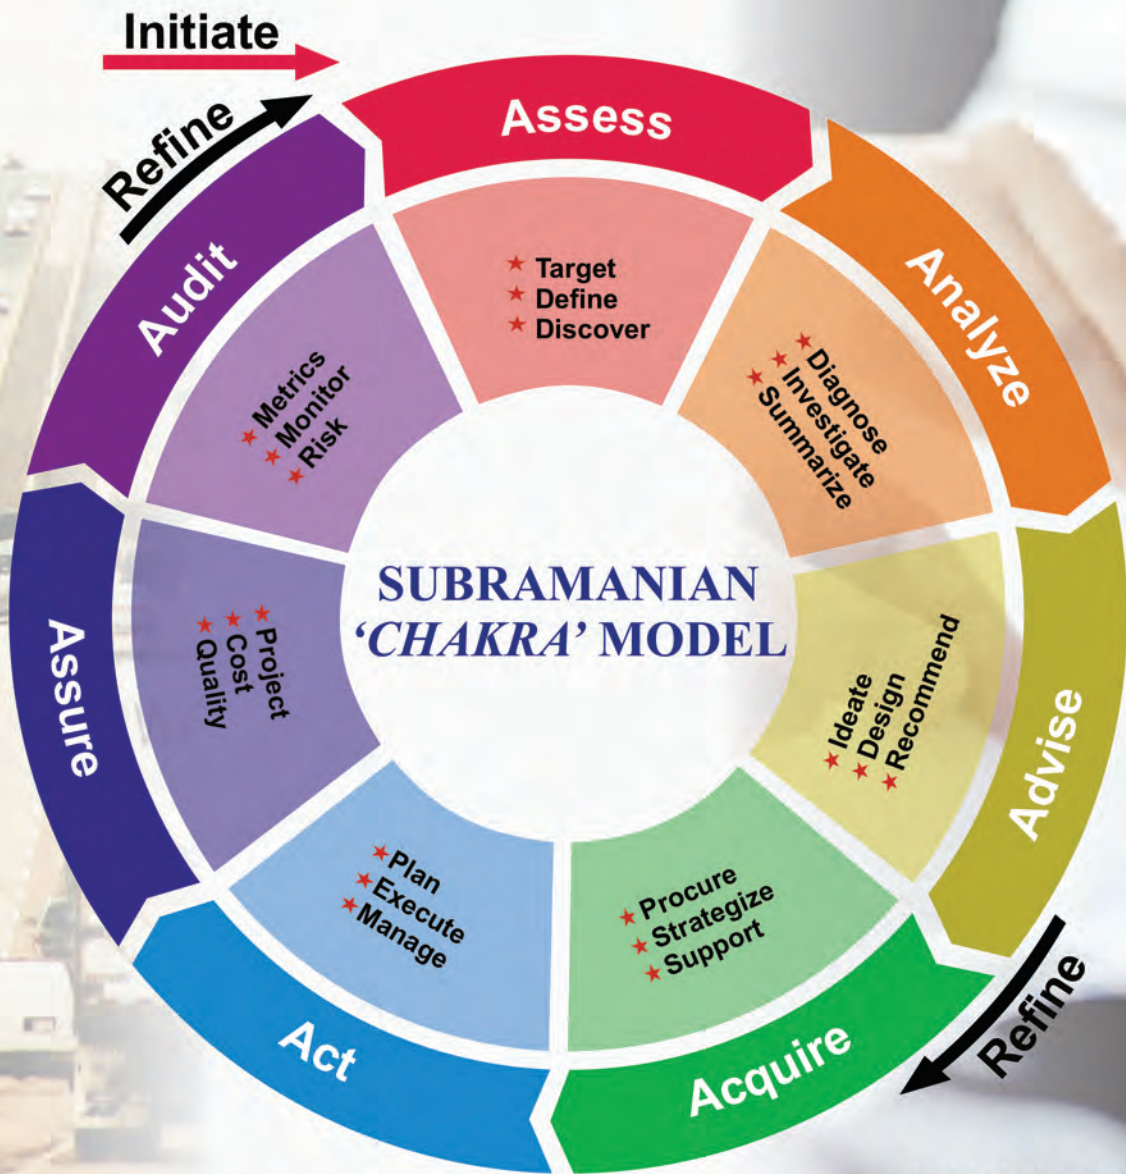 Initiate
Refine
Assess
Target
Define
Discover
Analyze
Diagnose
Investigate
Summarize
Advise
Ideate
Design
Recommend
Refine
Acquire
Procure
Strategize
Support
Act
Plan
Execute
Manage
Assure
Project
Cost
Quality
Audit
Metrics
Monitor
Risk
SUBRAMANIAN
‘CHAKRA’ MODEL